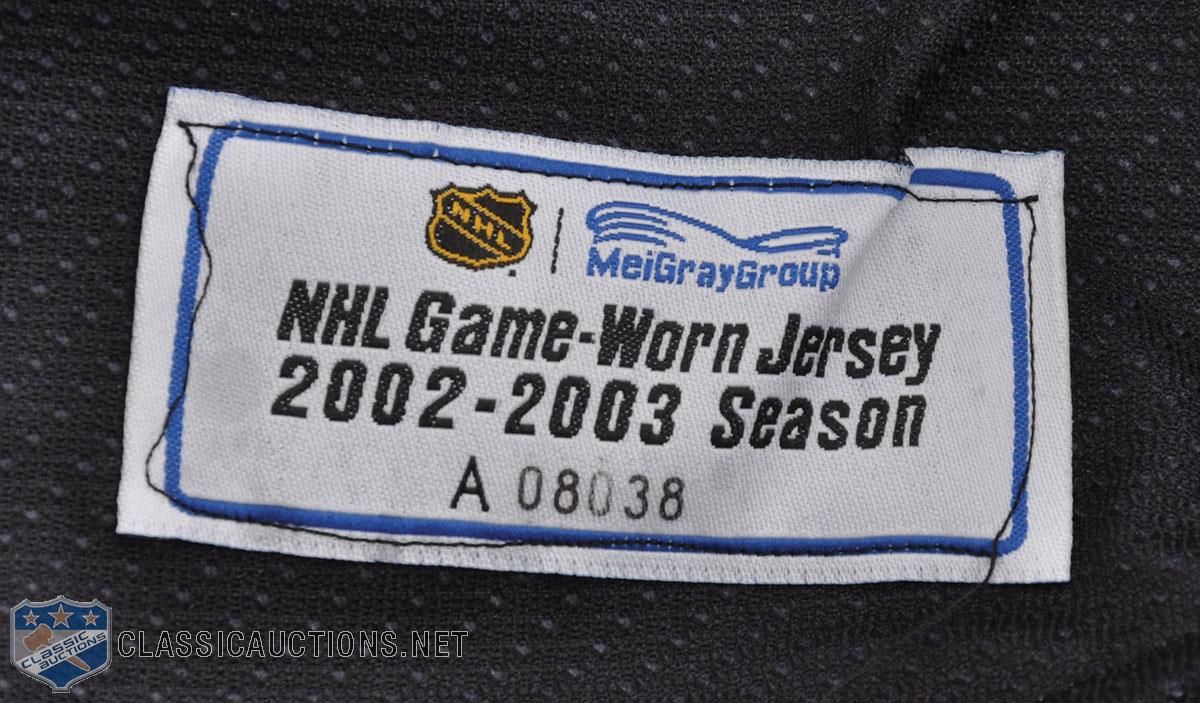 NHL
MeiGrayGroup
NHL Game-Worn Jersey
2002-2003 Season
A 08038
CLASSIC AUCTIONS
CLASSICAUCTIONS.NET